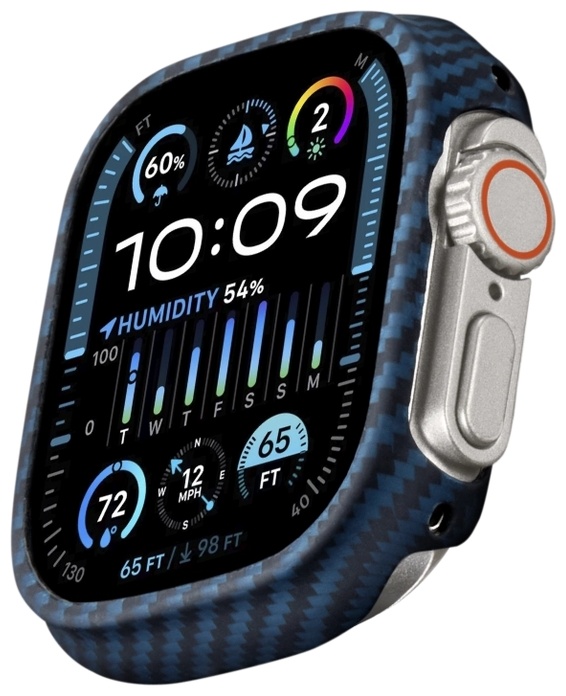 FT
M
60%
2
10:09
HUMIDITY 54%
100
0
T W T F S S M
72
N
W 12 E
MPH
S
65
FT
40
130
65 FT / 98 FT